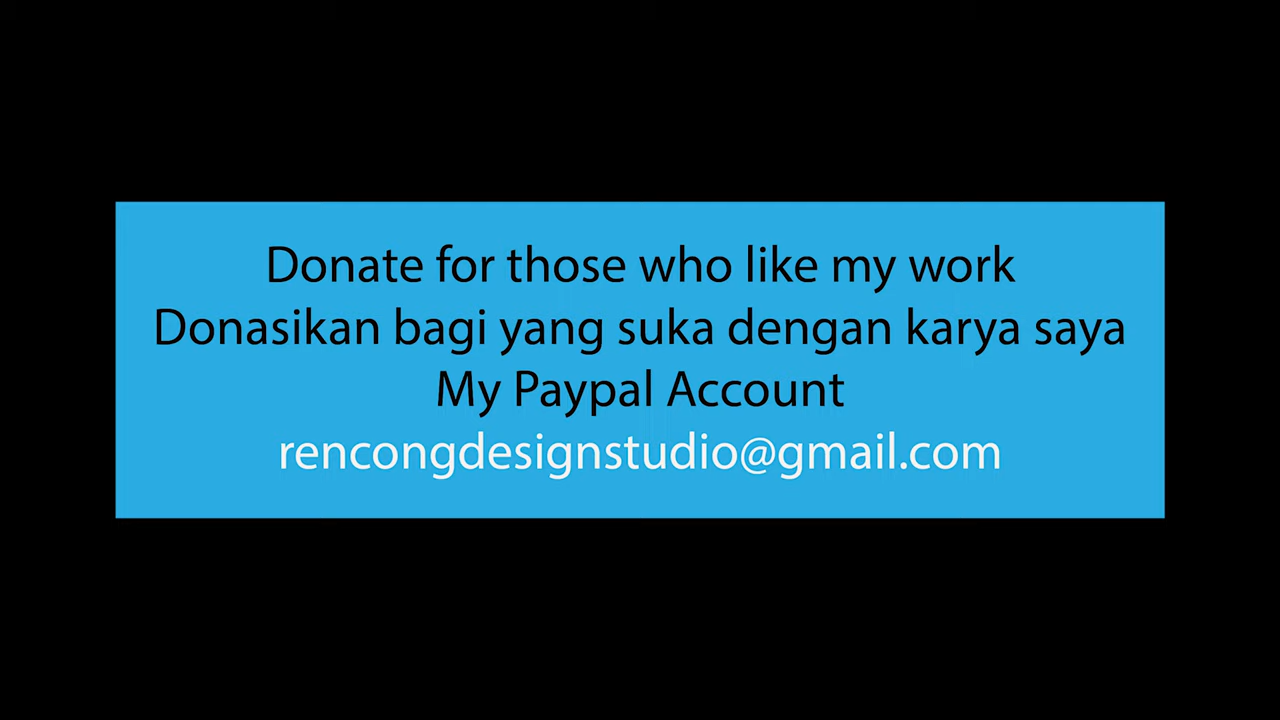 Donate for those who like my work
Donasikan bagi yang suka dengan karya saya
My Paypal Account
rencongdesignstudio@gmail.com